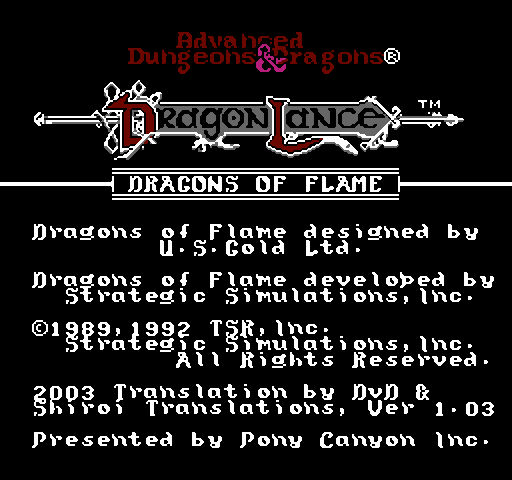 Advanced
Dungeons & Dragons®
DragonLance™
DRAGONS OF FLAME
Dragons of Flame designed by
U.S.Gold Ltd.
Dragons of Flame developed by
Strategic Simulations,Inc.
©1989,1992 TSR,Inc.
Strategic Simulations,Inc.
All Rights Reserved.
2003 Translation by DvD &
Shiroi Translations, Ver 1.03
Presented by Pony Canyon Inc.